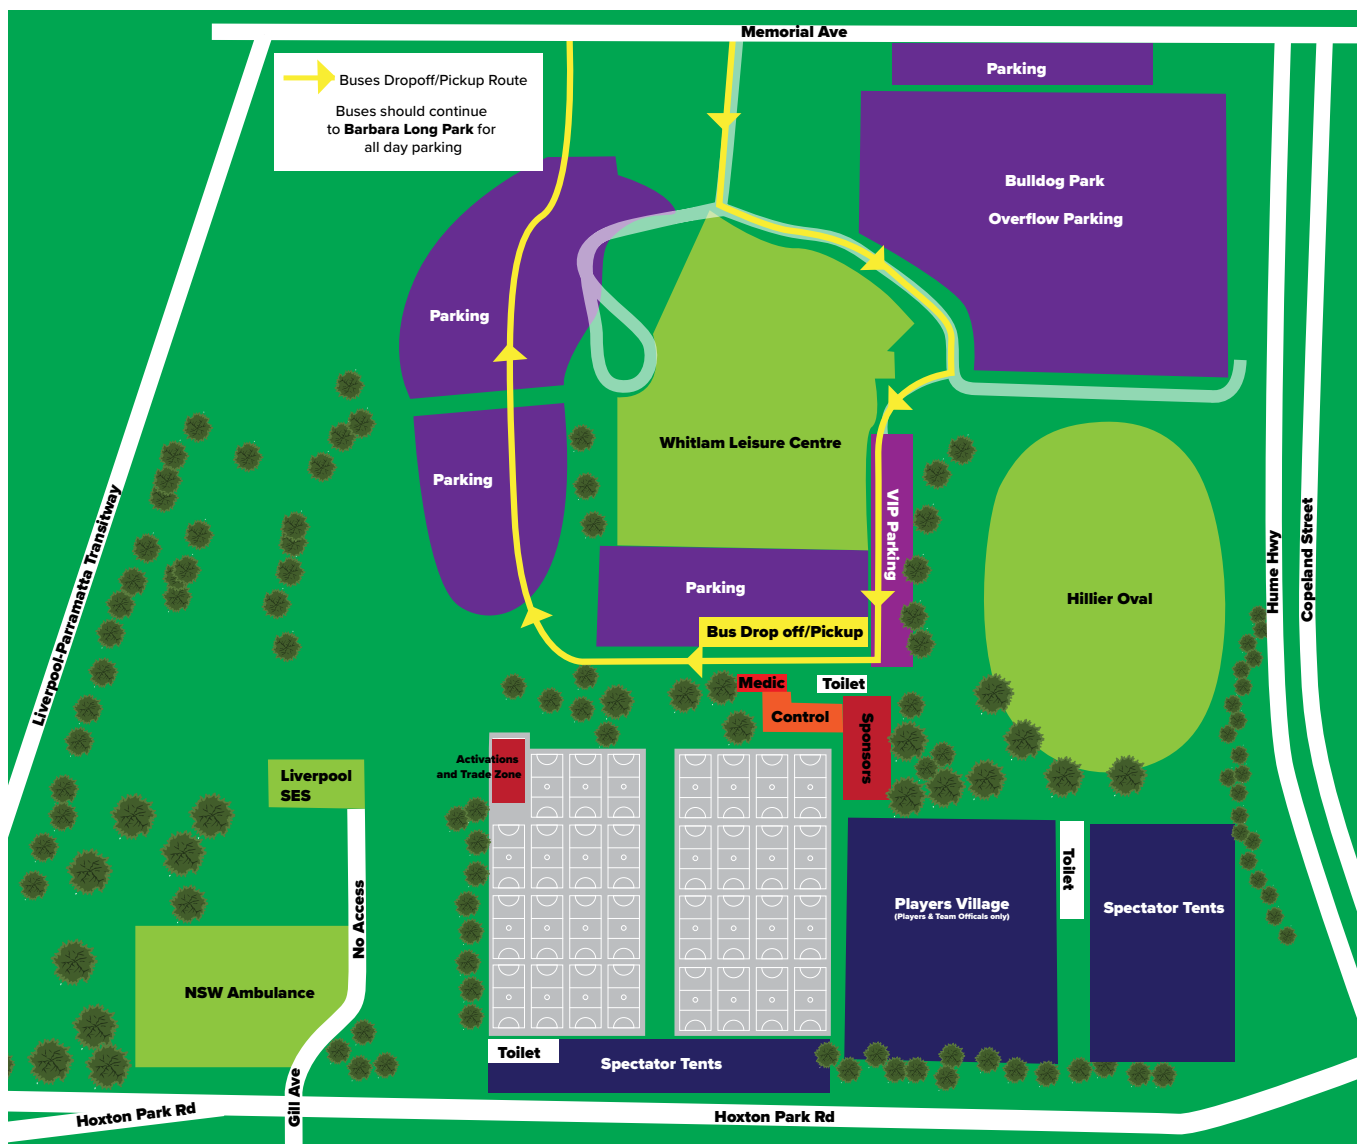 Memorial Ave
Buses Dropoff/Pickup Route
Buses should continue
to Barbara Long Park for
all day parking
Parking
Bulldog Park
Overflow Parking
Parking
Whitlam Leisure Centre
Parking
VIP Parking
Liverpool-Parramatta Transitway
Hume Hwy
Copeland Street
Parking
Hillier Oval
Bus Drop off/Pickup
Medic
Toilet
Control
Sponsors
Activations
and Trade Zone
Liverpool
SES
No Access
Toilet
Players Village
(Players & Team Officals only)
Spectator Tents
NSW Ambulance
Toilet
Spectator Tents
Gill Ave
Hoxton Park Rd
Hoxton Park Rd